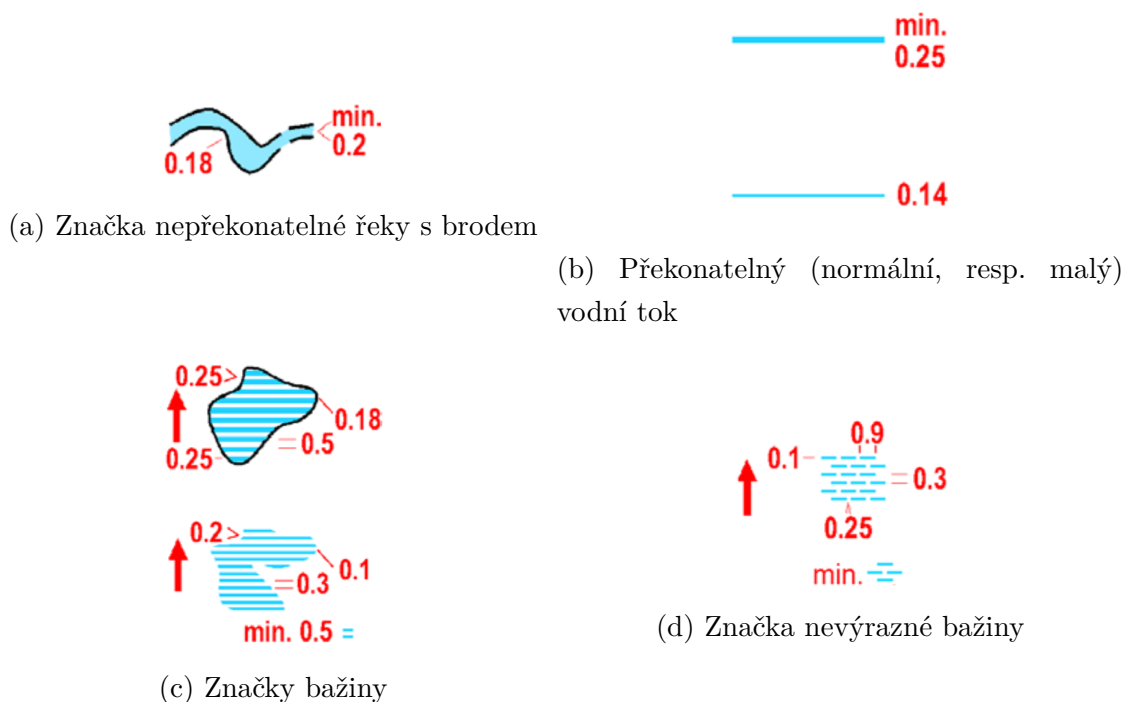 min.
0.2
0.18
(a) Značka nepřekonatelné řeky s brodem
min.
0.25
0.14
(b) Překonatelný (normální, resp. malý)
vodní tok
0.25
0.18
0.5
0.25
0.2
0.1
0.3
min. 0.5
(c) Značky bažiny
0.9
0.1
0.3
0.25
min.
(d) Značka nevýrazné bažiny